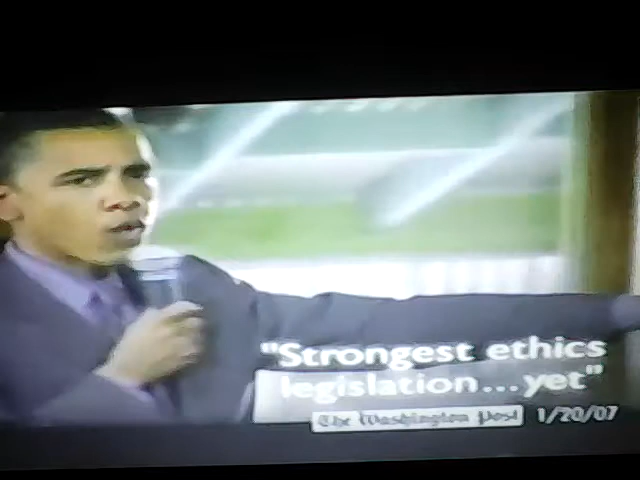 "Strongest ethics
legislation...yet"
The Washington Post 1/20/07